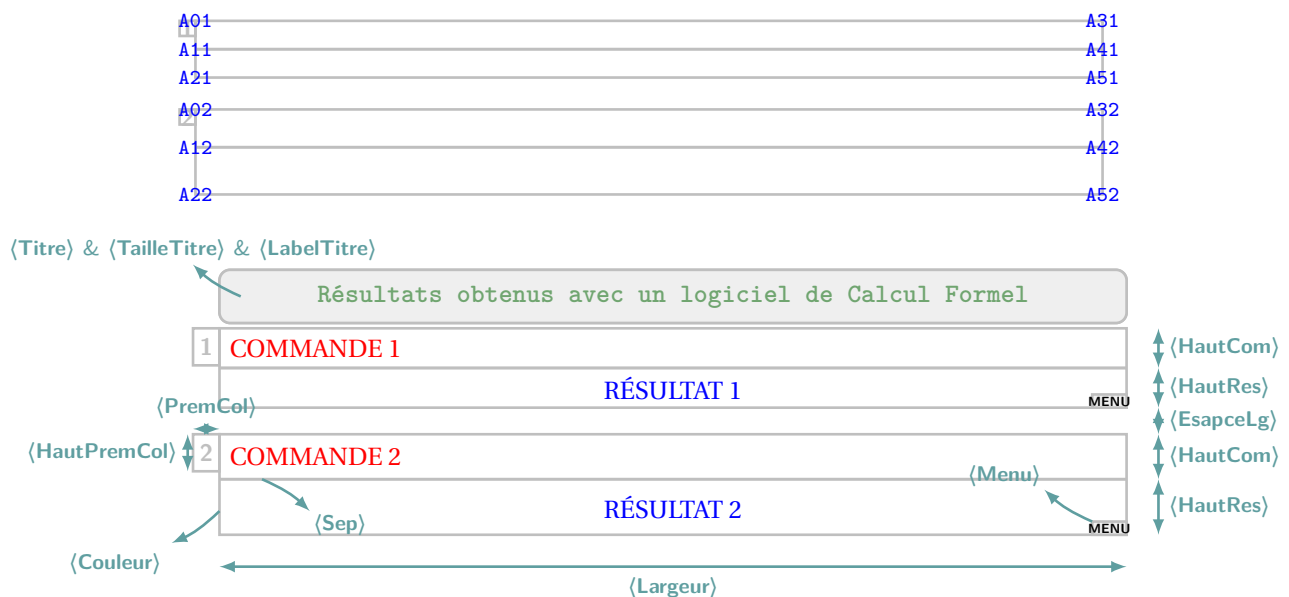 A01 A31
1
A11 A41
A21 A51
A02 A32
2
A12 A42
A22 A52
⟨Titre⟩ & ⟨TailleTitre⟩ & ⟨LabelTitre⟩
Résultats obtenus avec un logiciel de Calcul Formel
1 COMMANDE 1 ⟨HautCom⟩
RÉSULTAT 1 ⟨HautRes⟩
MENU
⟨PremCol⟩ ⟨EsapceLg⟩
⟨HautPremCol⟩ 2 COMMANDE 2 ⟨HautCom⟩
⟨Menu⟩
RÉSULTAT 2 ⟨HautRes⟩
⟨Sep⟩ MENU
⟨Couleur⟩
⟨Largeur⟩